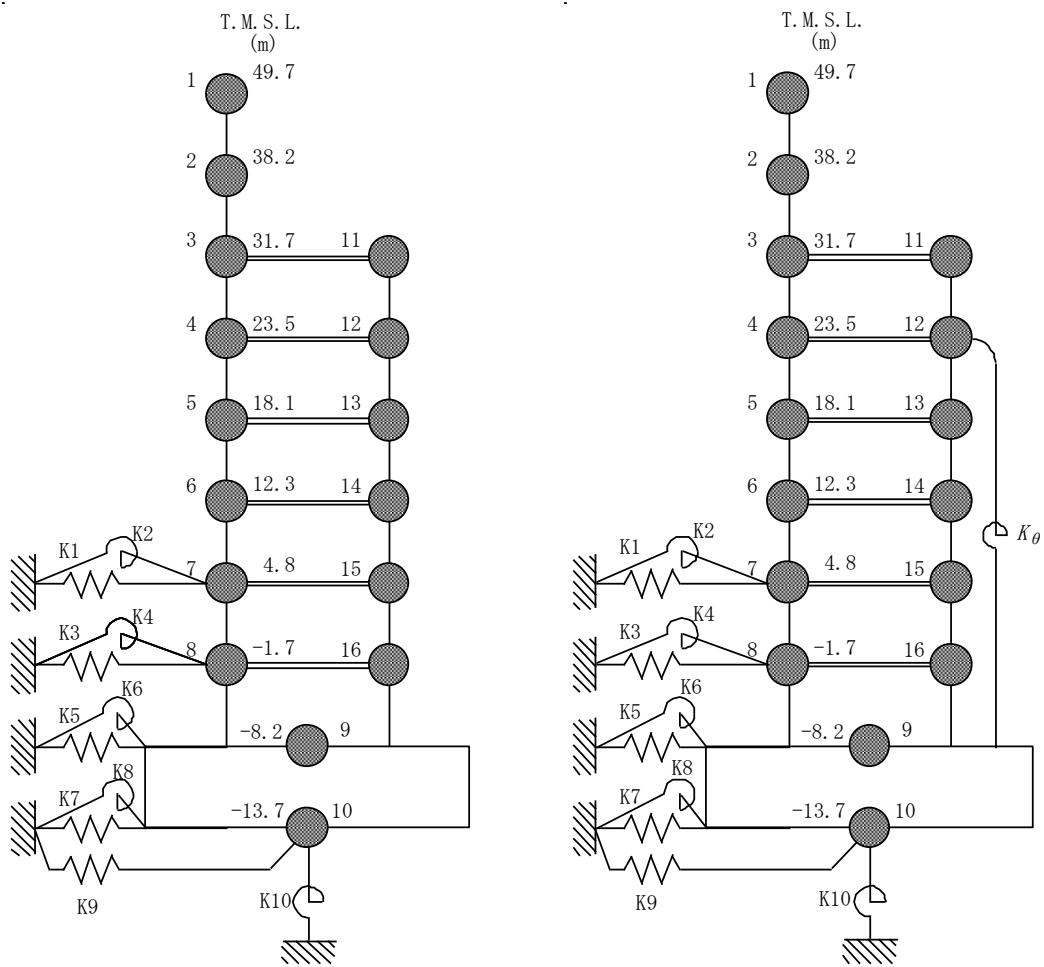 T. M. S. L.
(m)
1 49.7
2 38.2
3 31.7 11
4 23.5 12
5 18.1 13
6 12.3 14
K1 K2
7 4.8 15
K3 K4
8 -1.7 16
K5 K6
-8.2 9
K7 K8
-13.7 10
K9
K10
T. M. S. L.
(m)
1 49.7
2 38.2
3 31.7 11
4 23.5 12
5 18.1 13
6 12.3 14
Kθ
K1 K2
7 4.8 15
K3 K4
8 -1.7 16
K5 K6
-8.2 9
K7 K8
-13.7 10
K9
K10